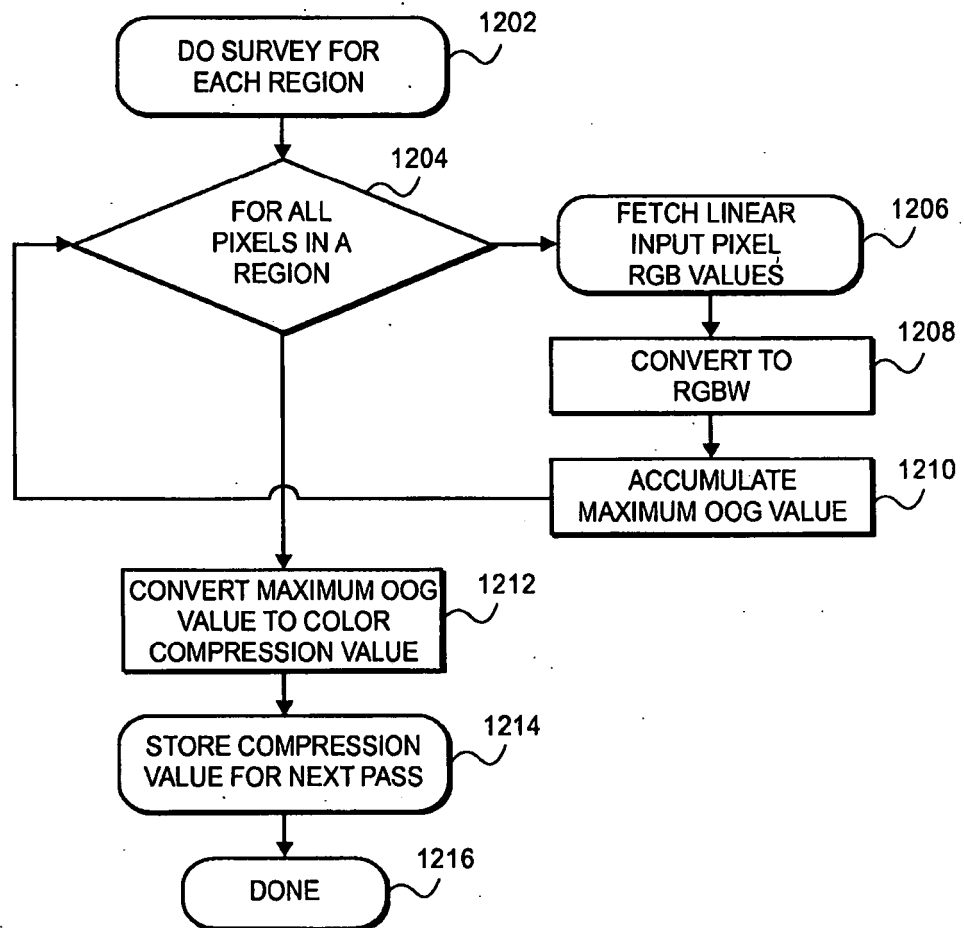 DO SURVEY FOR
EACH REGION
1202
FOR ALL
PIXELS IN A
REGION
1204
FETCH LINEAR
INPUT PIXEL
RGB VALUES
1206
CONVERT TO
RGBW
1208
ACCUMULATE
MAXIMUM OOG VALUE
1210
CONVERT MAXIMUM OOG
VALUE TO COLOR
COMPRESSION VALUE
1212
STORE COMPRESSION
VALUE FOR NEXT PASS
1214
DONE
1216